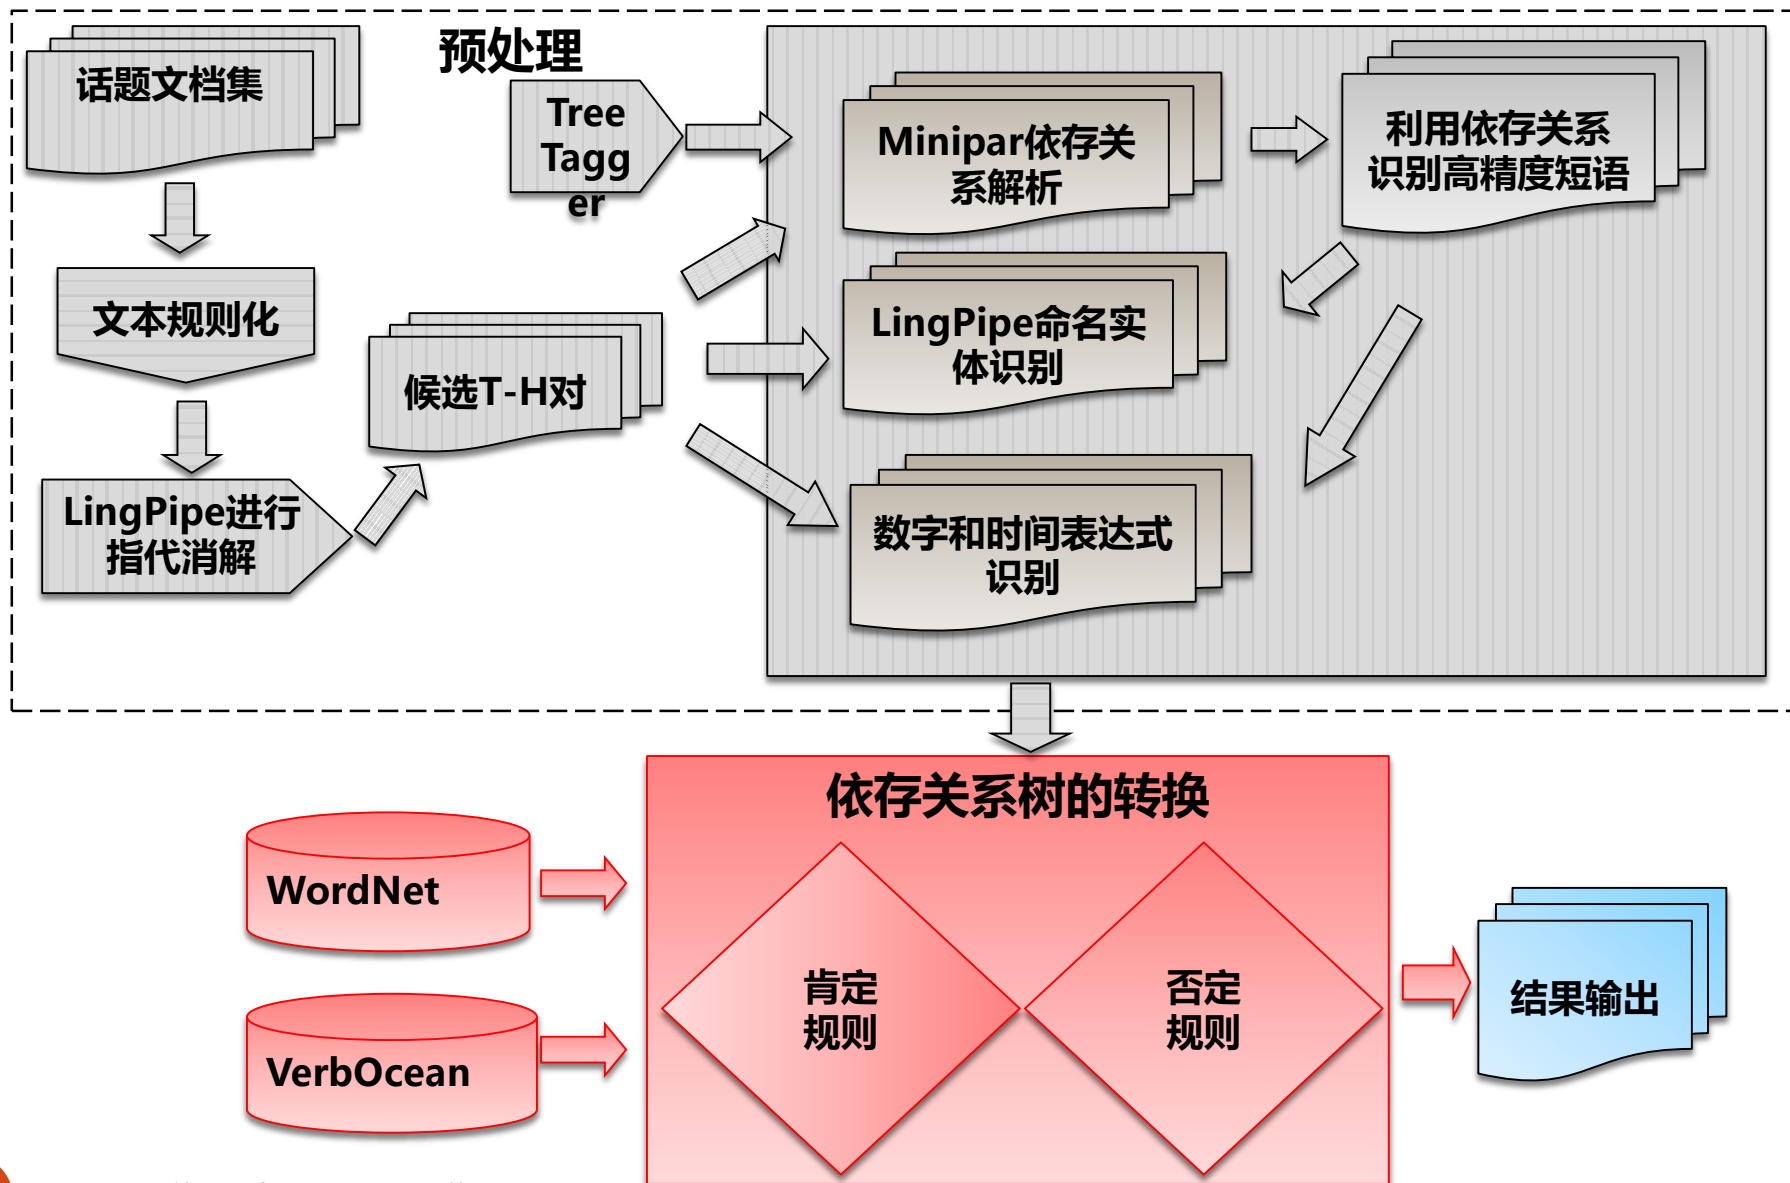 预处理
话题文档集
文本规则化
LingPipe进行
指代消解
候选T-H对
Tree
Tagg
er
Minipar依存关
系解析
利用依存关系
识别高精度短语
LingPipe命名实
体识别
数字和时间表达式
识别
依存关系树的转换
WordNet
VerbOcean
肯定
规则
否定
规则
结果输出